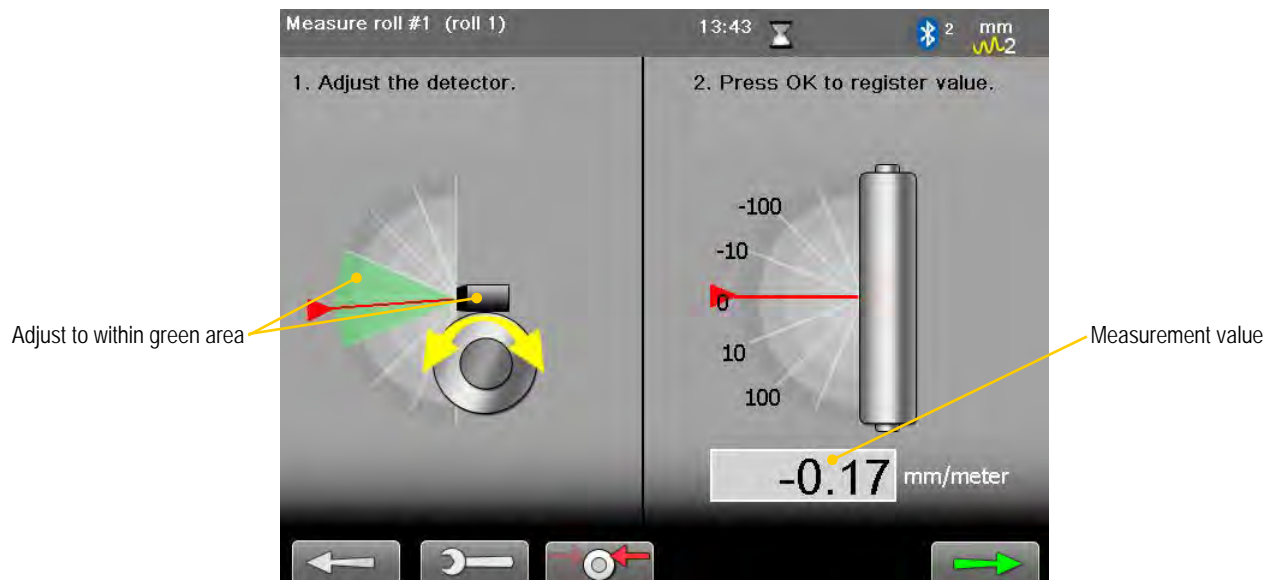 Measure roll #1 (roll 1)
13:43
2
mm
2
1. Adjust the detector.
2. Press OK to register value.
-100
-10
0
10
100
Adjust to within green area
Measurement value
-0.17 mm/meter